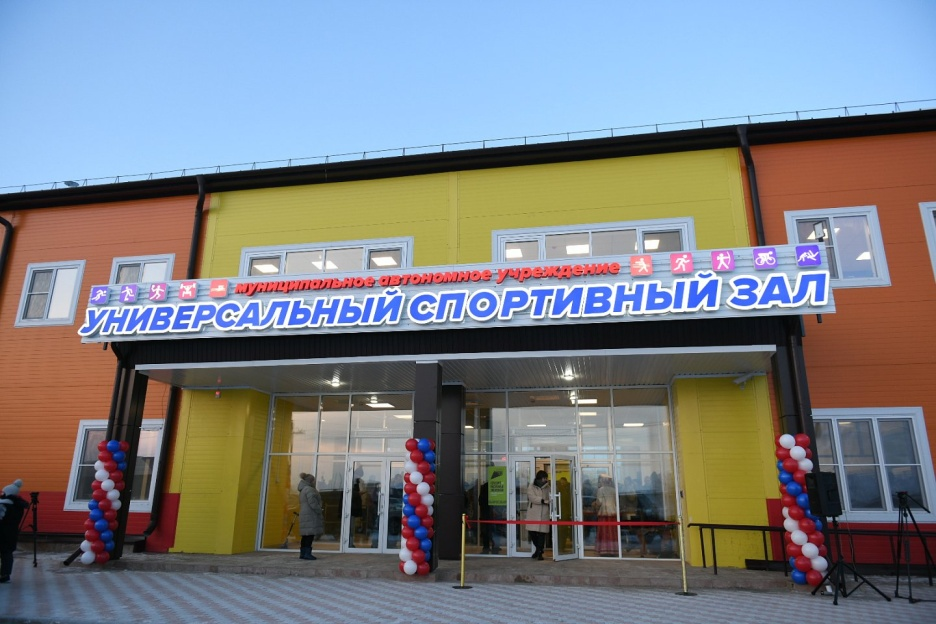 муниципальное автономное учреждение
УНИВЕРСАЛЬНЫЙ СПОРТИВНЫЙ ЗАЛ